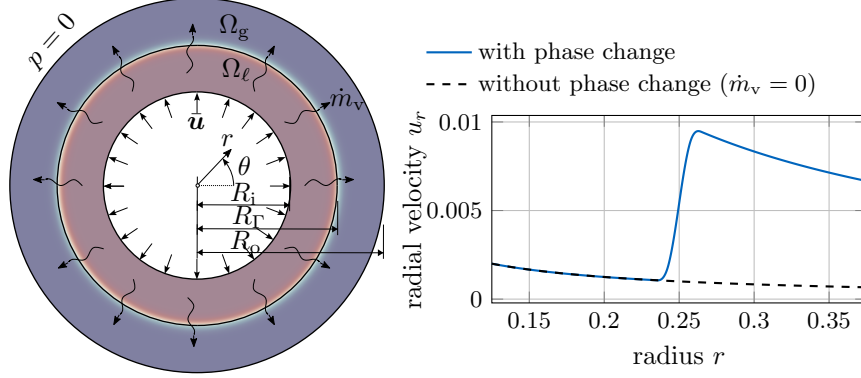 p = 0
Ω_g
Ω_ℓ
ṁ_v
ū
r
θ
R_i
R_Γ
R_o
with phase change
without phase change (ṁ_v = 0)
radial velocity u_r
0.01
0.005
0
0.15 0.2 0.25 0.3 0.35
radius r